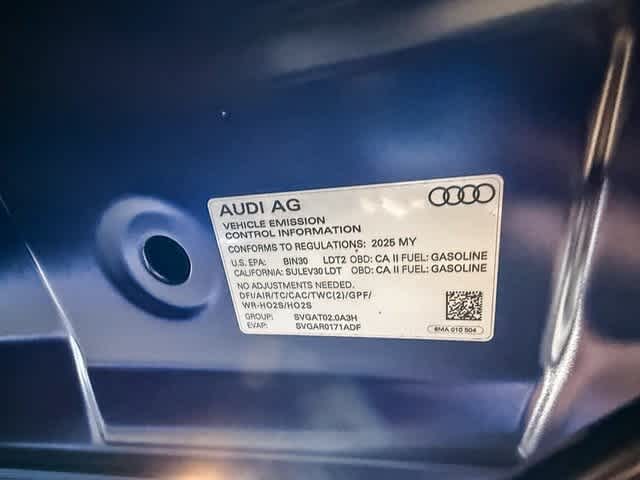 AUDI AG
VEHICLE EMISSION
CONTROL INFORMATION
CONFORMS TO REGULATIONS: 2025 MY
U.S. EPA: BIN30 LDT2 OBD: CA II FUEL: GASOLINE
CALIFORNIA: SULEV30 LDT OBD: CA II FUEL: GASOLINE
NO ADJUSTMENTS NEEDED.
DFI/AIR/TC/CAC/TWC(2)/GPF/
WR-HO2S/HO2S
GROUP: SVGAT02.0A3H
EVAP: SVGAR0171ADF
8MA 010 504